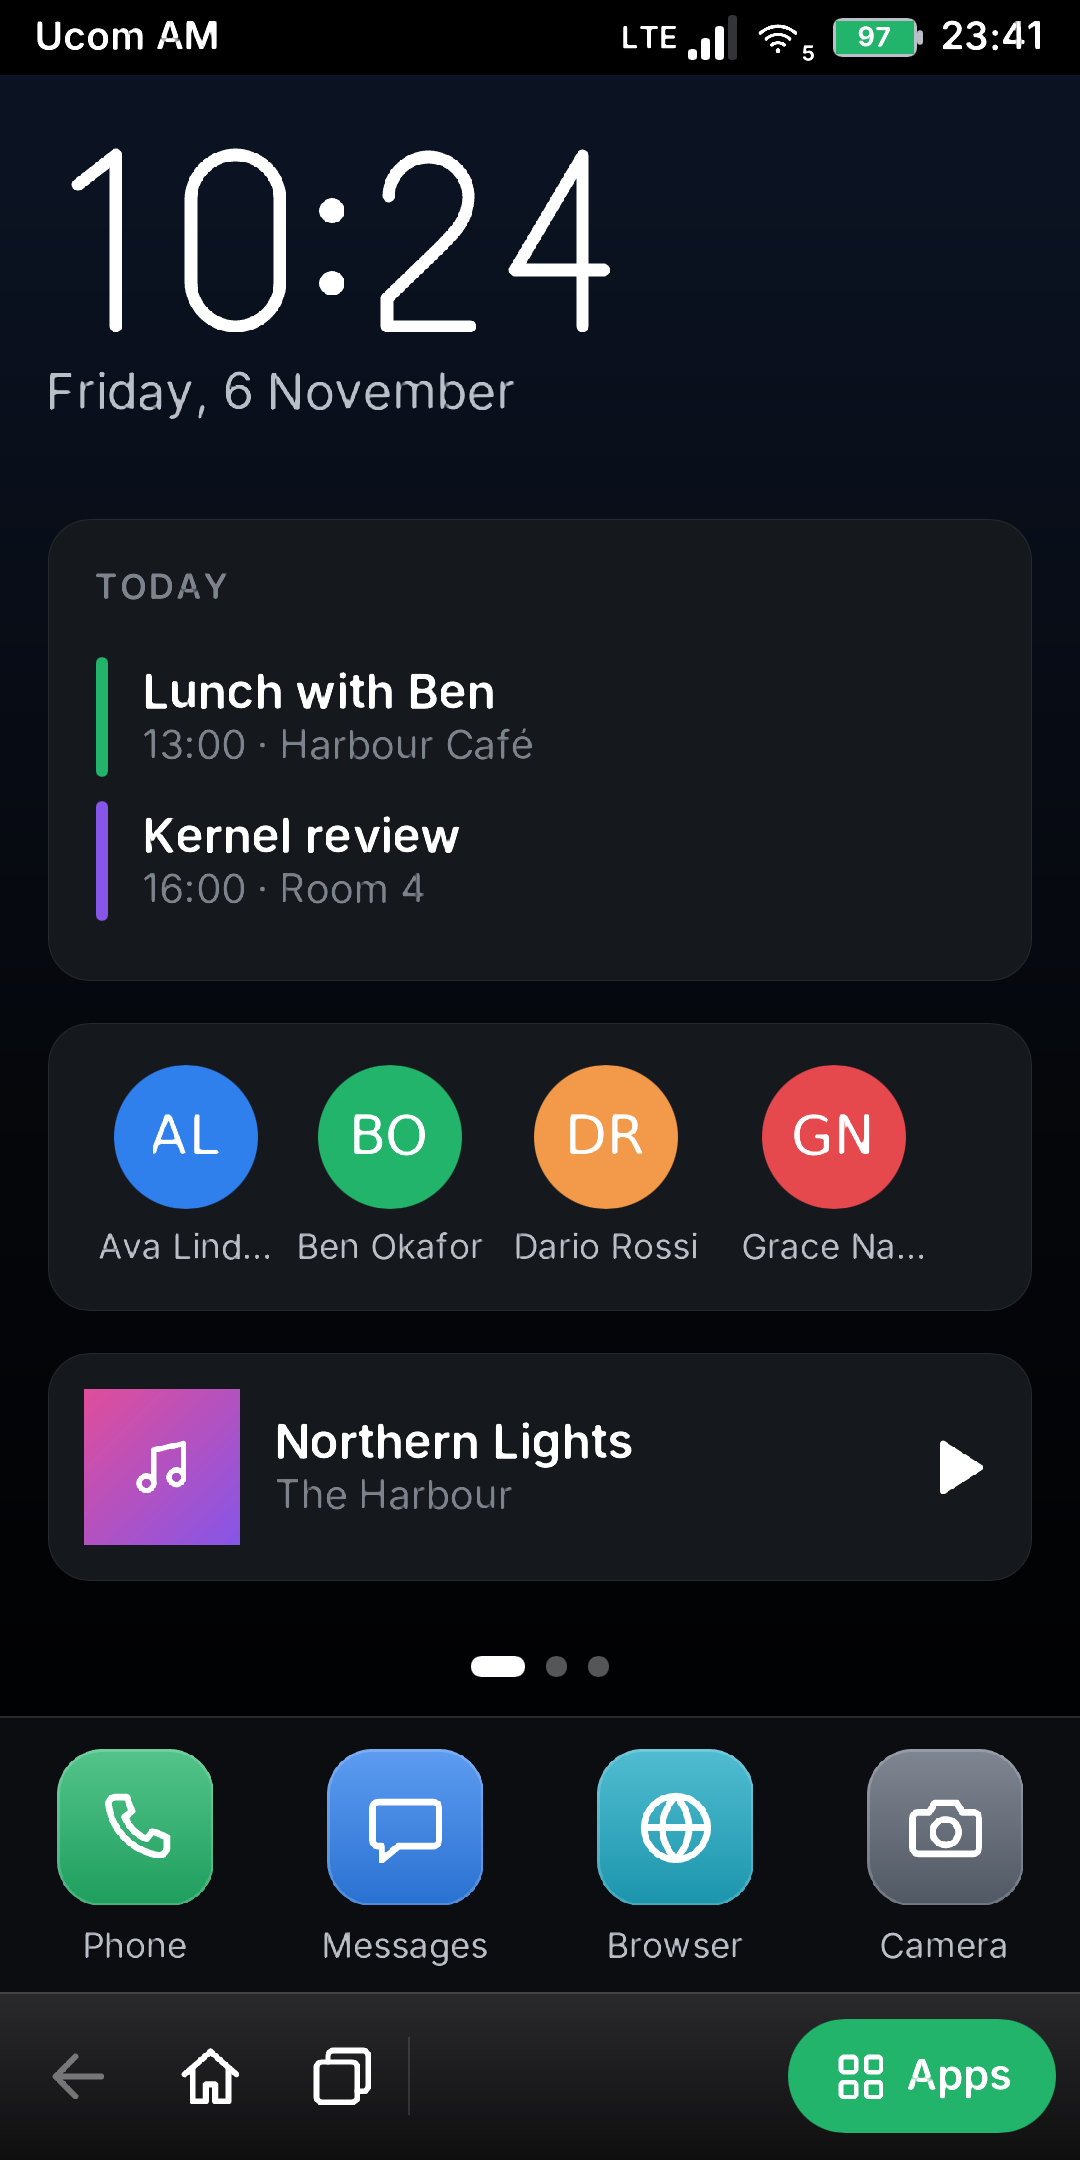 Ucom AM LTE 5 97 23:41
10:24
Friday, 6 November
TODAY
Lunch with Ben
13:00 · Harbour Café
Kernel review
16:00 · Room 4
AL BO DR GN
Ava Lind... Ben Okafor Dario Rossi Grace Na...
Northern Lights
The Harbour
Phone Messages Browser Camera
Apps